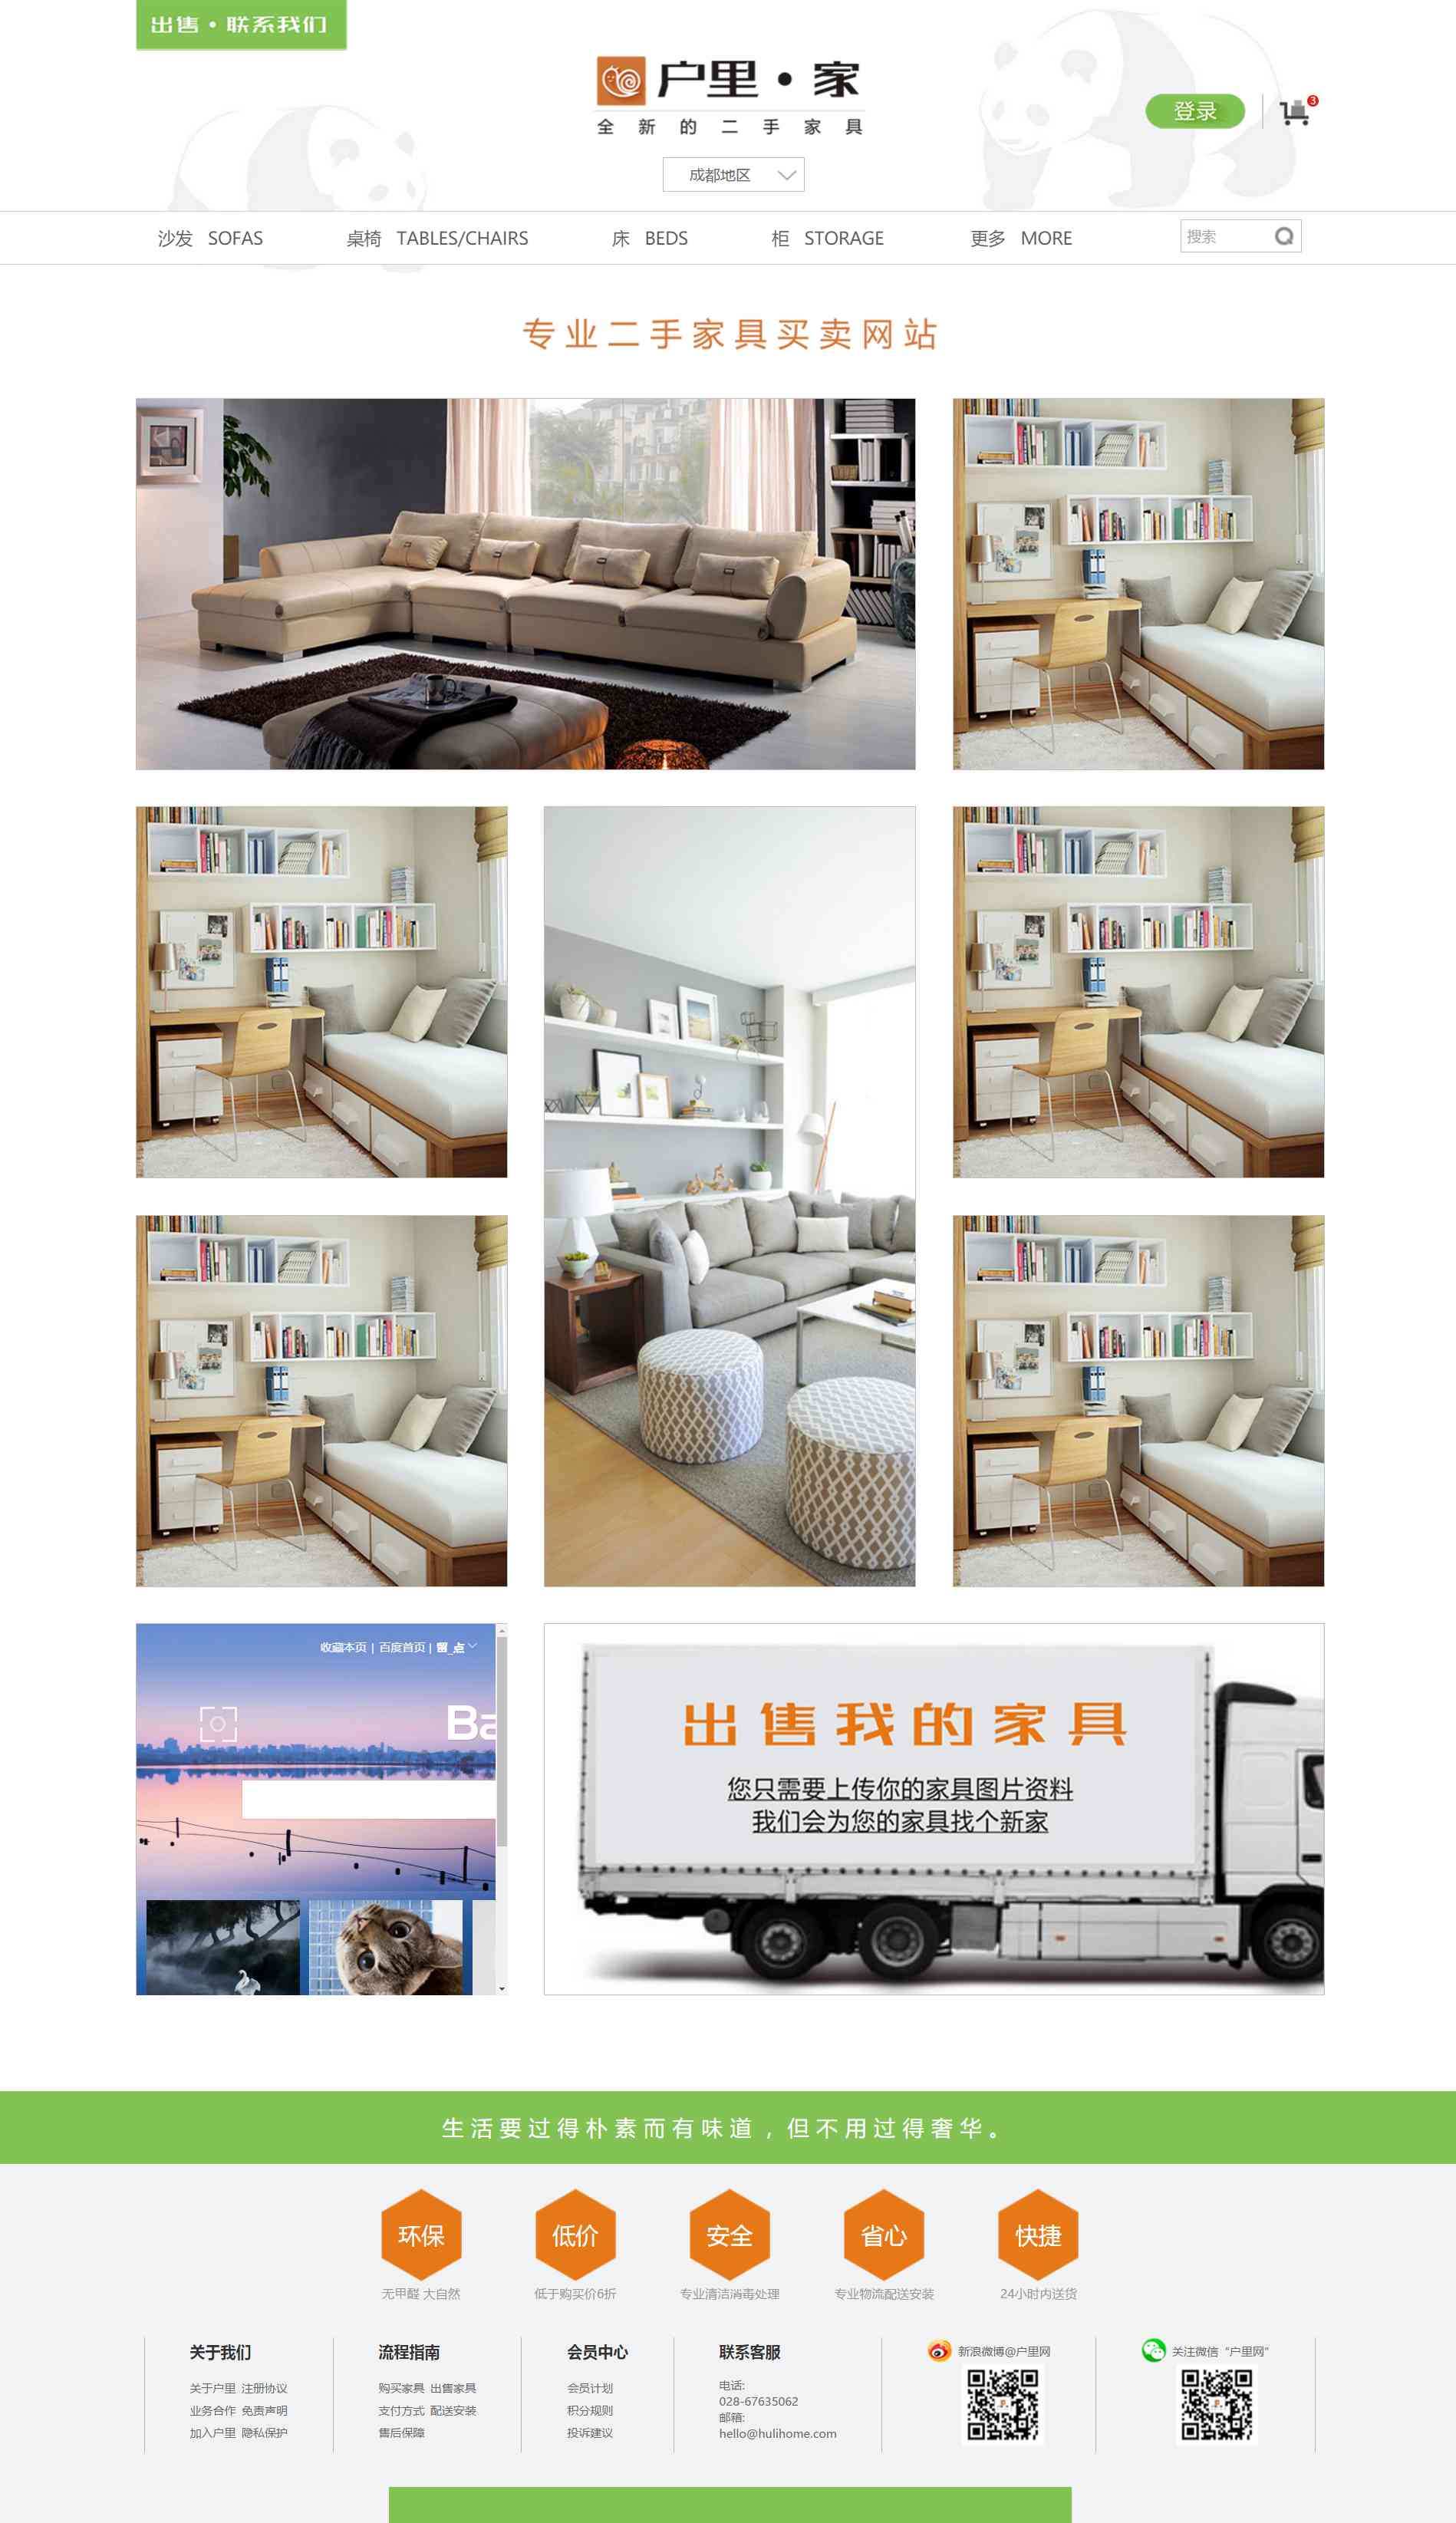 出售·联系我们
户里·家
全新的二手家具
登录
3
成都地区
沙发 SOFAS 桌椅 TABLES/CHAIRS 床 BEDS 柜 STORAGE 更多 MORE 搜索
专业二手家具买卖网站
收藏本页 | 百度首页 |
Ba
出售我的家具
您只需要上传你的家具图片资料
我们会为您的家具找个新家
生活要过得朴素而有味道，但不用过得奢华。
环保 低价 安全 省心 快捷
无甲醛 大自然 低于购买价6折 专业清洁消毒处理 专业物流配送安装 24小时内送货
关于我们
关于户里 注册协议
业务合作 免责声明
加入户里 隐私保护
流程指南
购买家具 出售家具
支付方式 配送安装
售后保障
会员中心
会员计划
积分规则
投诉建议
联系客服
电话:
028-67635062
邮箱:
hello@hulihome.com
新浪微博@户里网
关注微信 “户里网”